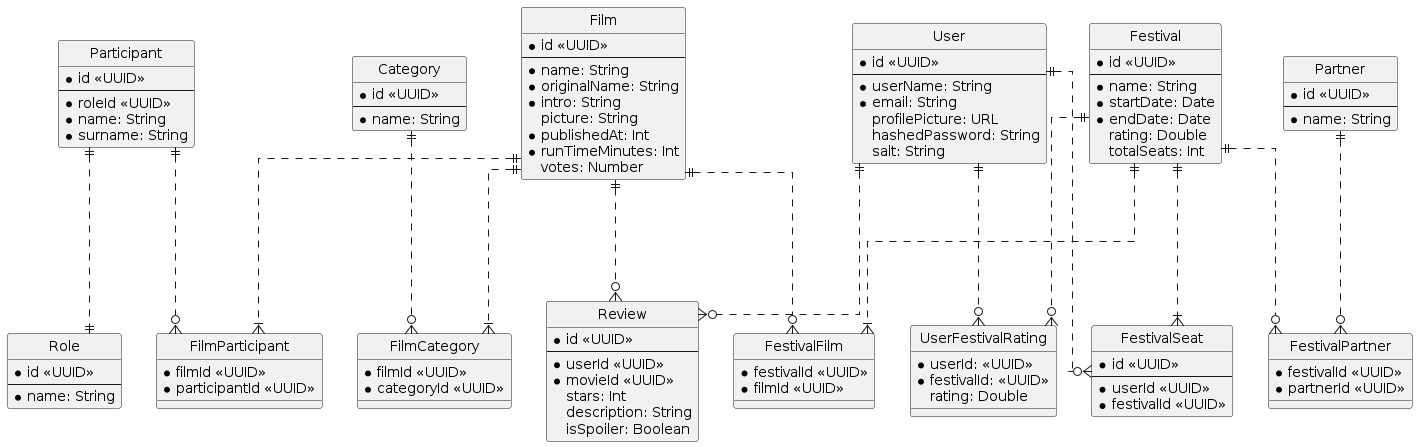 Participant
id «UUID»
roleId «UUID»
name: String
surname: String
Category
id «UUID»
name: String
Film
id «UUID»
name: String
originalName: String
intro: String
picture: String
publishedAt: Int
runTimeMinutes: Int
votes: Number
User
id «UUID»
userName: String
email: String
profilePicture: URL
hashedPassword: String
salt: String
Festival
id «UUID»
name: String
startDate: Date
endDate: Date
rating: Double
totalSeats: Int
Partner
id «UUID»
name: String
Role
id «UUID»
name: String
FilmParticipant
filmId «UUID»
participantId «UUID»
FilmCategory
filmId «UUID»
categoryId «UUID»
Review
id «UUID»
userId «UUID»
movieId «UUID»
stars: Int
description: String
isSpoiler: Boolean
FestivalFilm
festivalId «UUID»
filmId «UUID»
UserFestivalRating
userId: «UUID»
festivalId: «UUID»
rating: Double
FestivalSeat
id «UUID»
userId «UUID»
festivalId «UUID»
FestivalPartner
festivalId «UUID»
partnerId «UUID»